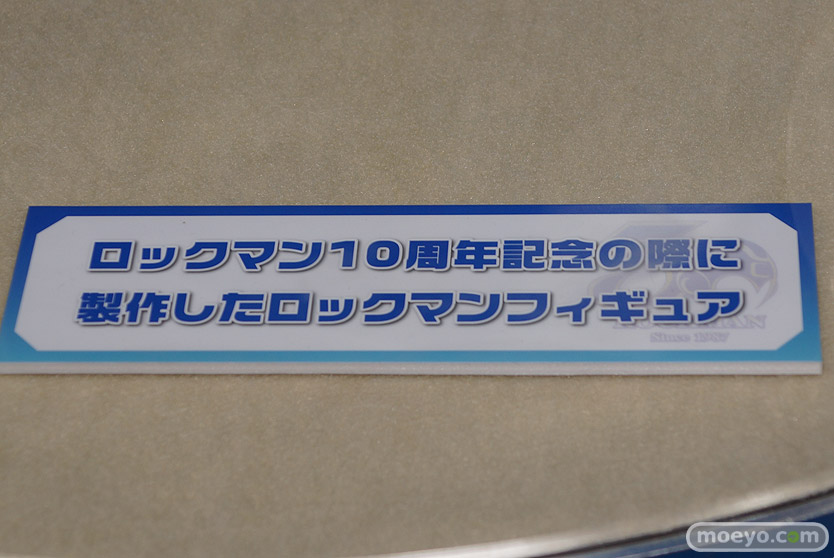 ロックマン10周年記念の際に
製作したロックマンフィギュア
Since 1987
moeyo.com